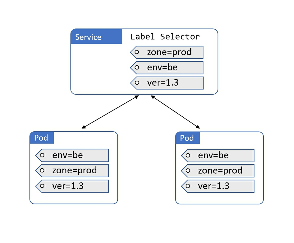 Service
Label Selector
zone=prod
env=be
ver=1.3
Pod
env=be
zone=prod
ver=1.3
Pod
env=be
zone=prod
ver=1.3